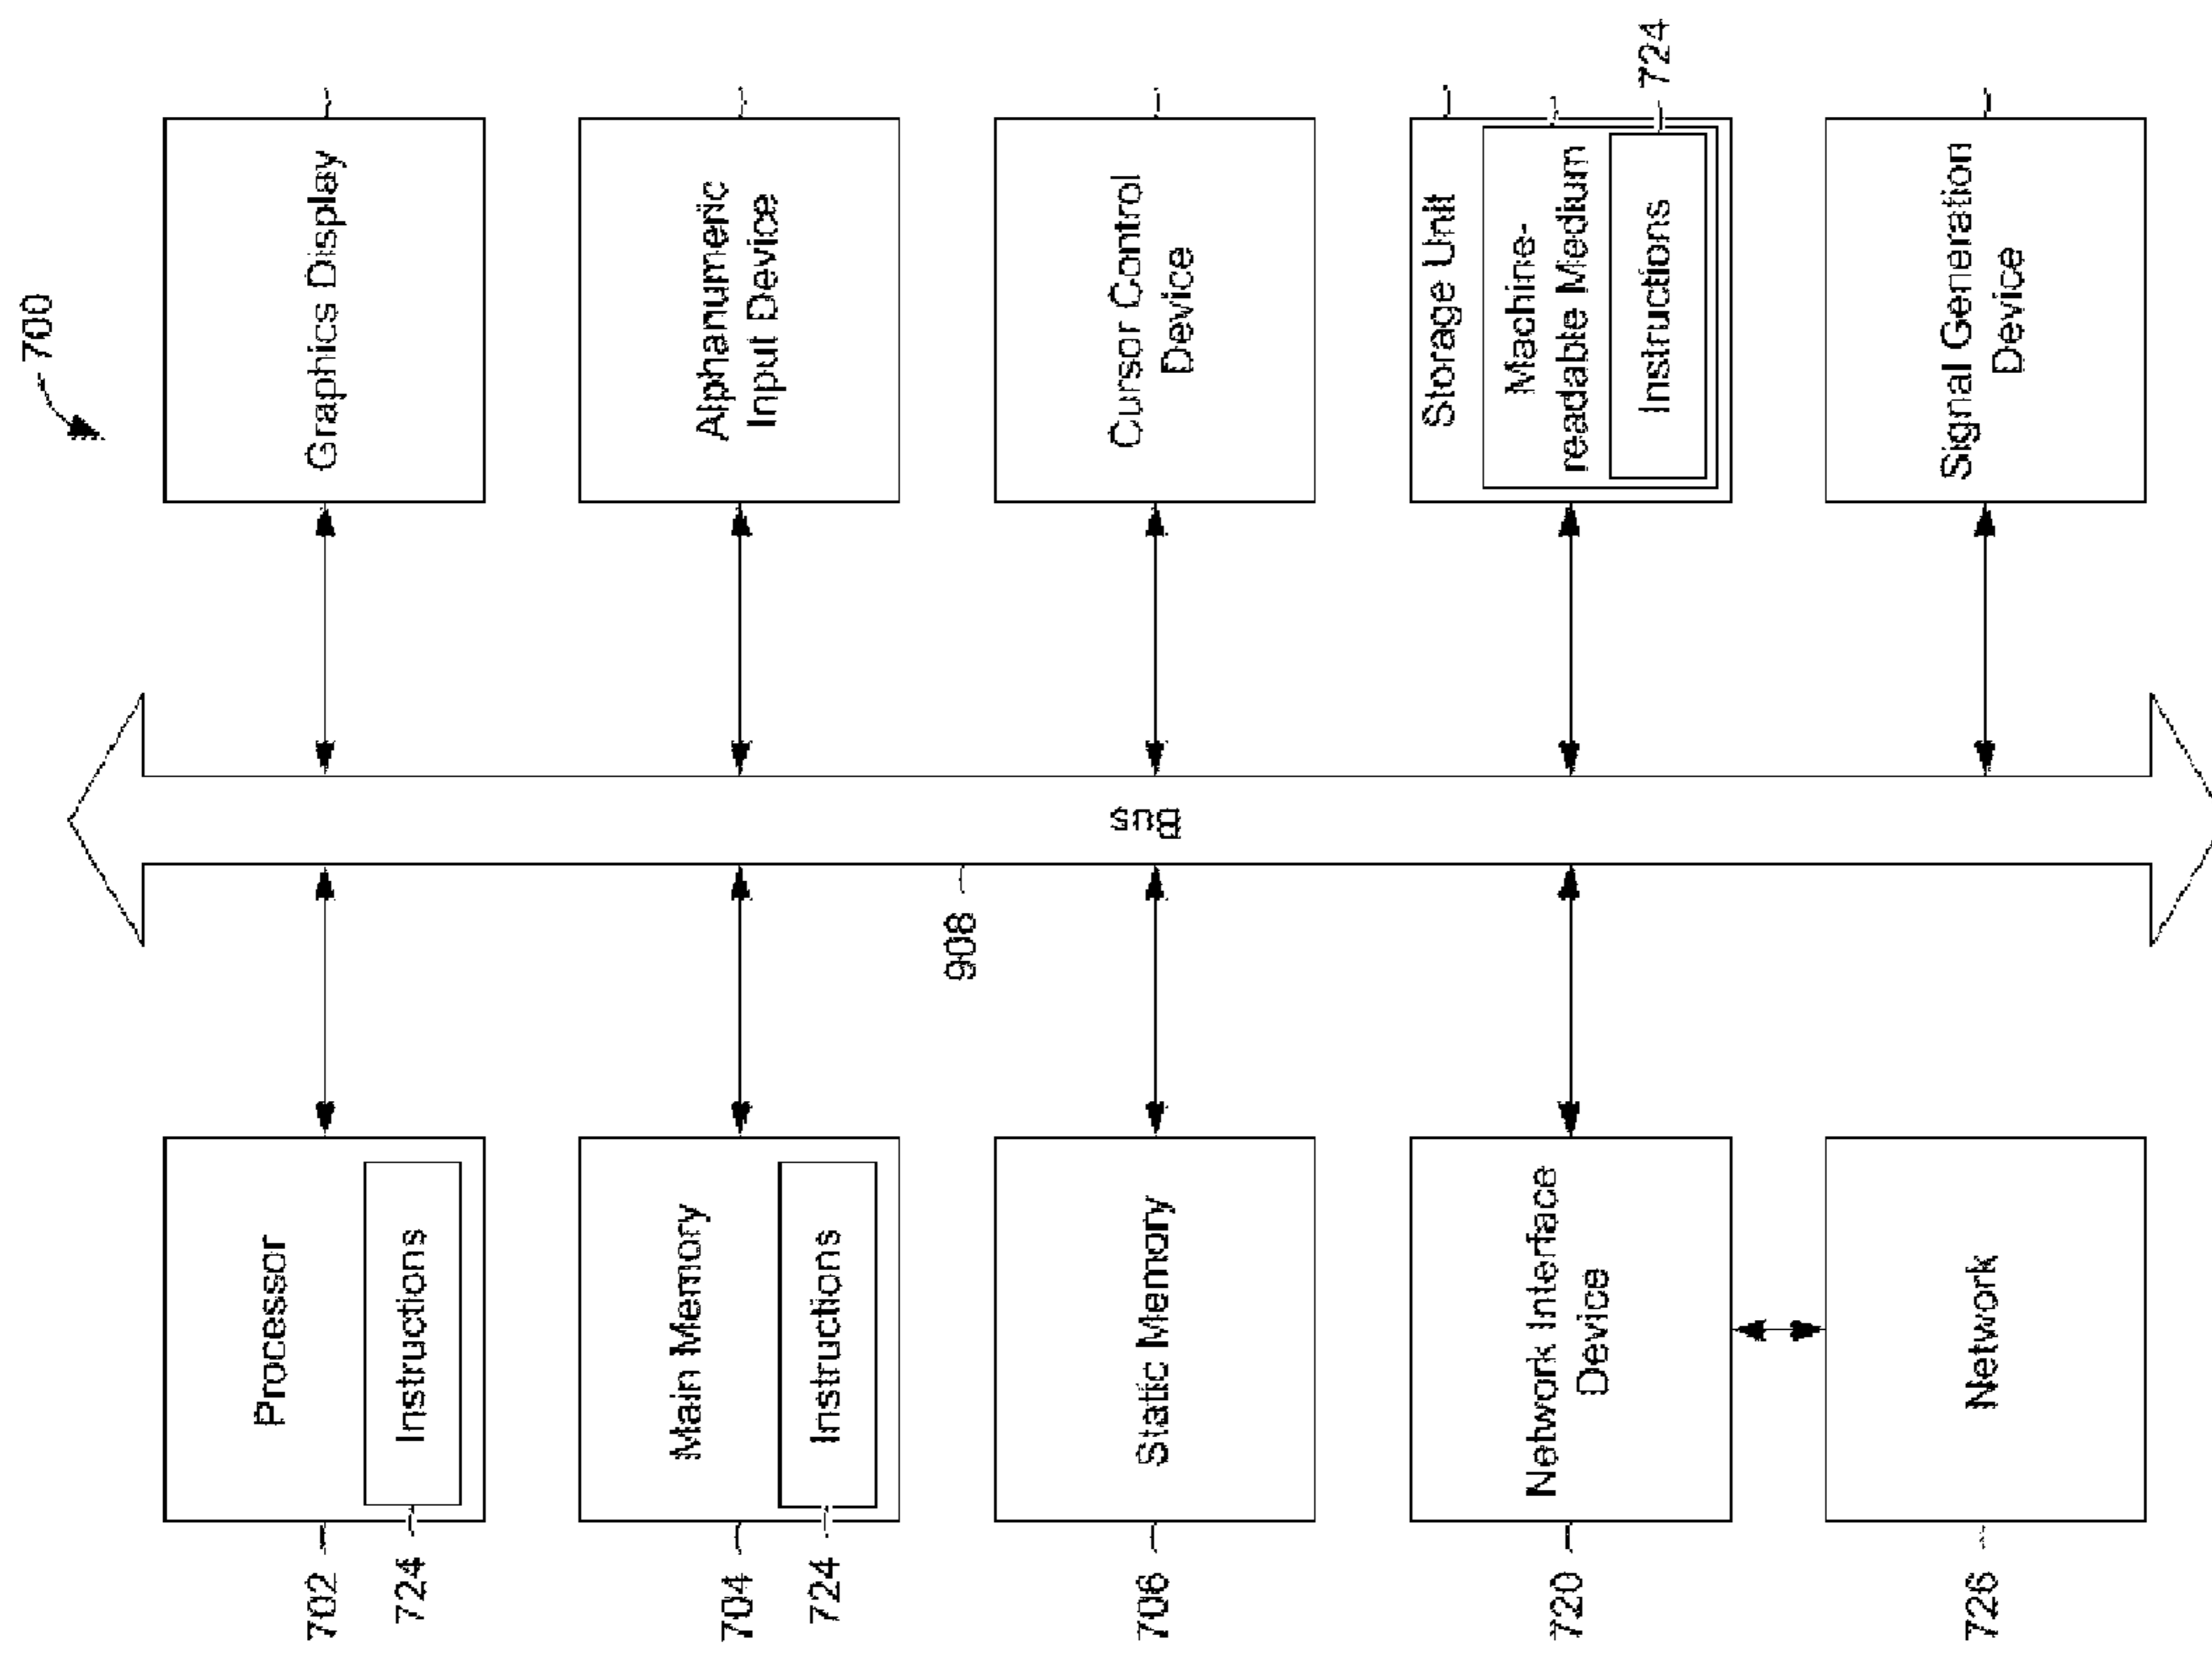 700
702
Processor
724
Instructions
704
Main Memory
724
Instructions
706
Static Memory
720
Network Interface
Device
726
Network
908
Bus
Graphics Display
Alphanumeric
Input Device
Cursor Control
Device
Storage Unit
Machine-
readable Medium
Instructions
724
Signal Generation
Device